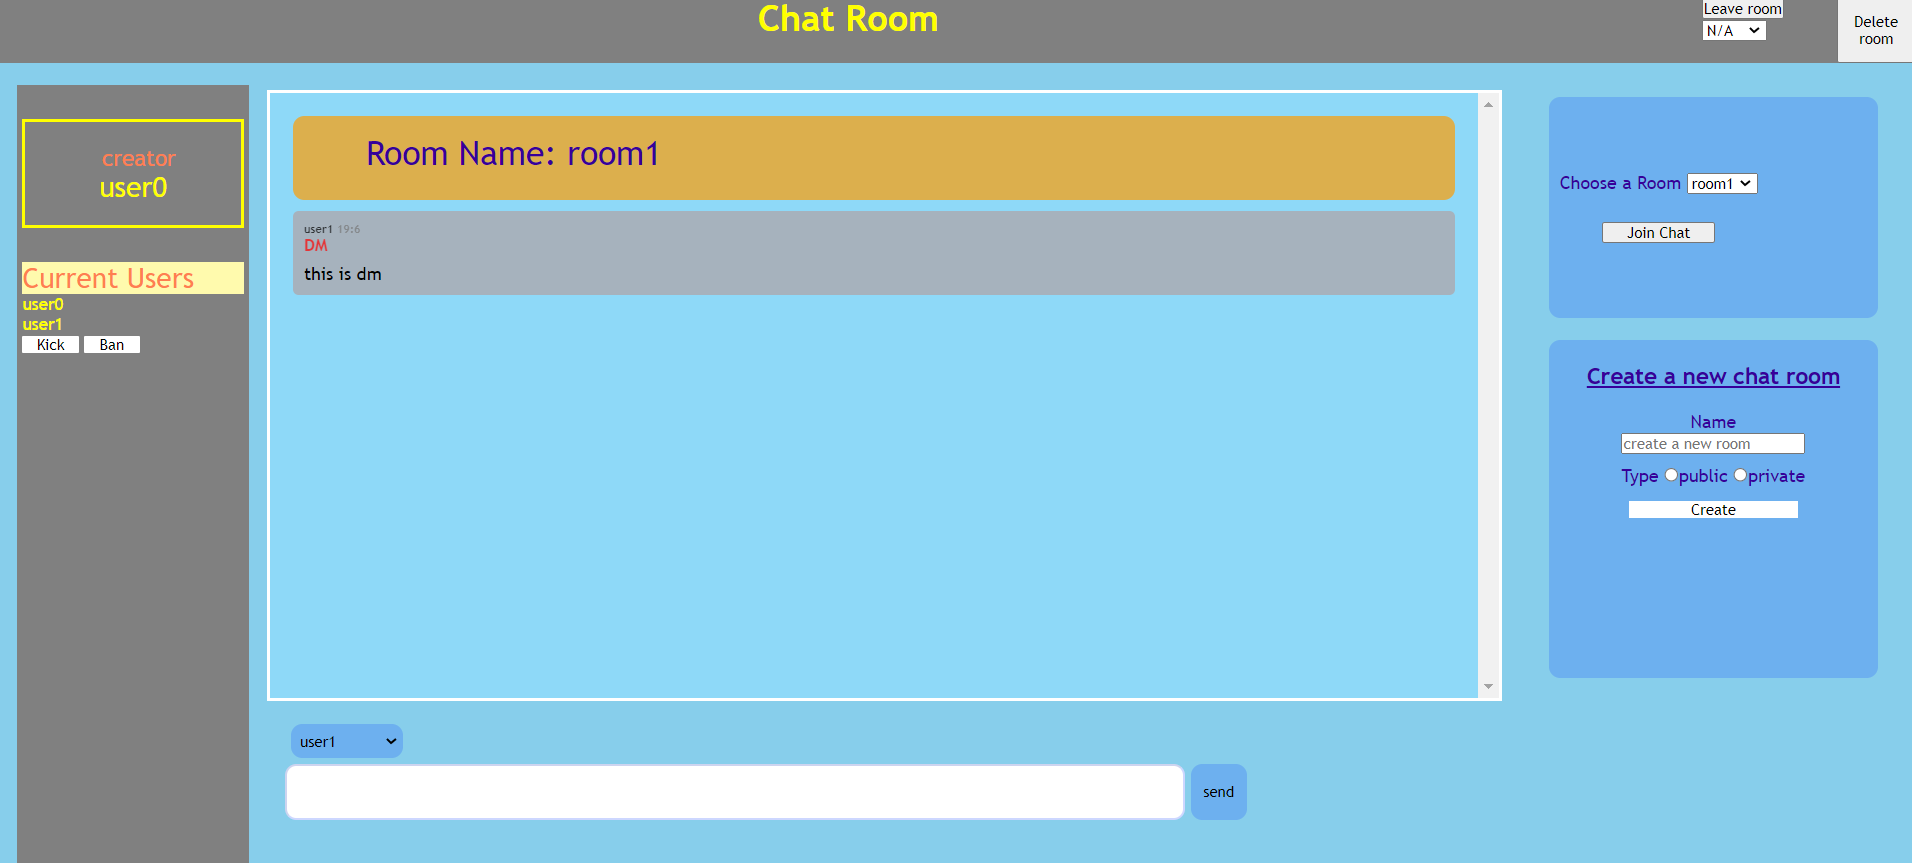 Chat Room
Leave room
N/A
Delete
room
creator
user0
Current Users
user0
user1
Kick Ban
Room Name: room1
user1 19:6
DM
this is dm
user1
send
Choose a Room room1
Join Chat
Create a new chat room
Name
create a new room
Type public private
Create